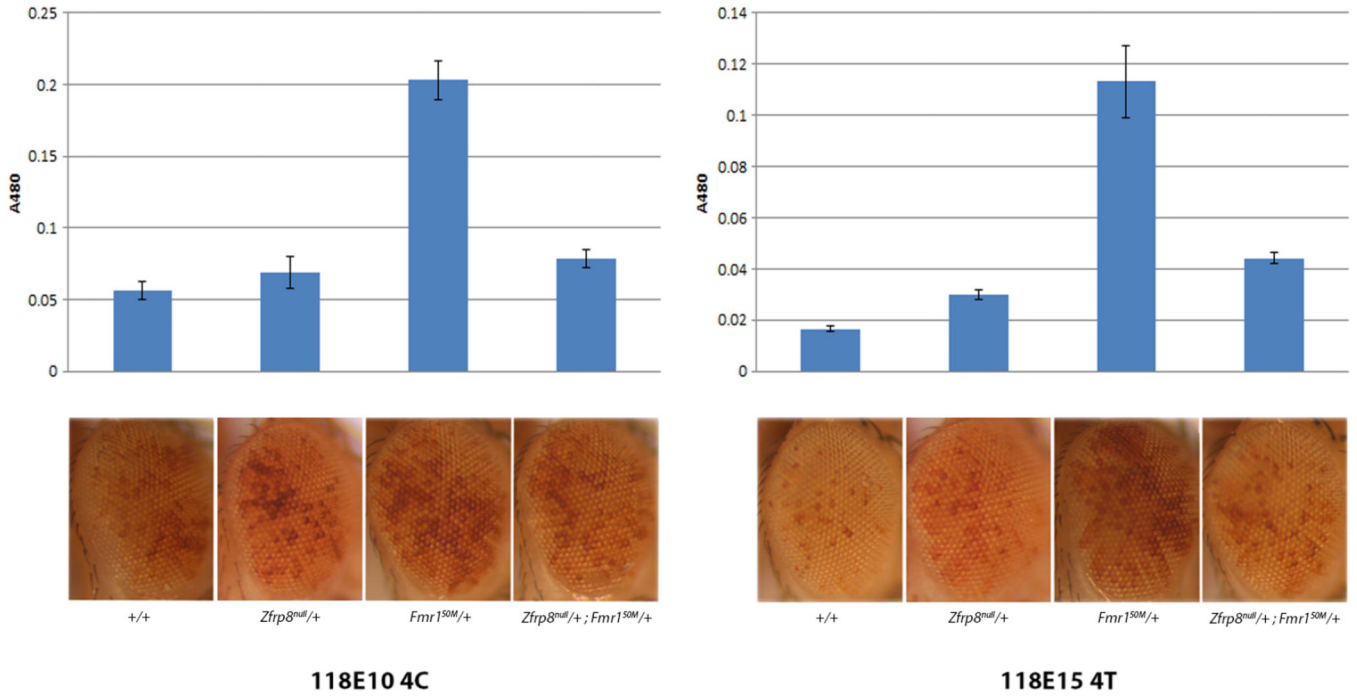 A480
0.2
0.15
0.1
0.05
0
+/+
Zfrp8null/+
Fmr150M/+
Zfrp8null/+ ; Fmr150M/+
118E10 4C
A480
0.14
0.12
0.1
0.08
0.06
0.04
0.02
0
+/+
Zfrp8null/+
Fmr150M/+
Zfrp8null/+ ; Fmr150M/+
118E15 4T